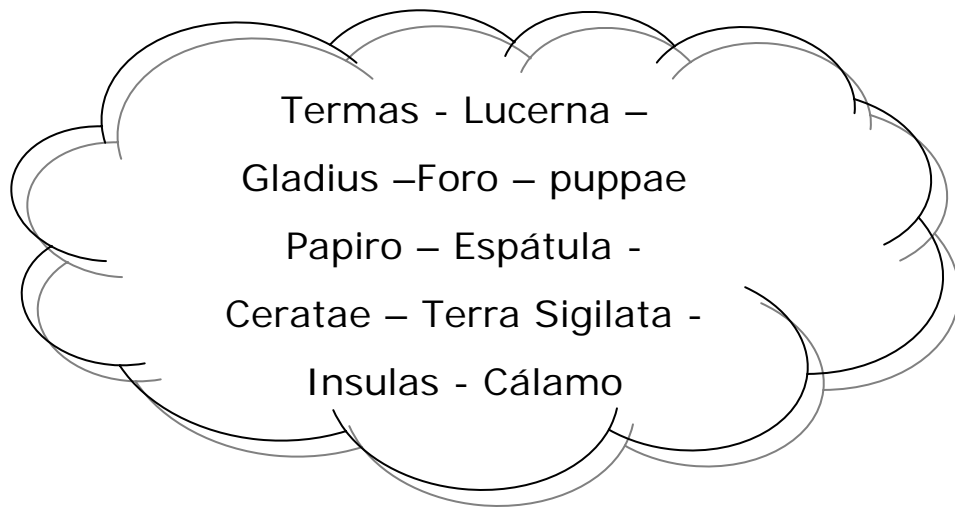 Termas - Lucerna –
Gladius –Foro – puppae
Papiro – Espátula -
Ceratae – Terra Sigilata -
Insulas - Cálamo